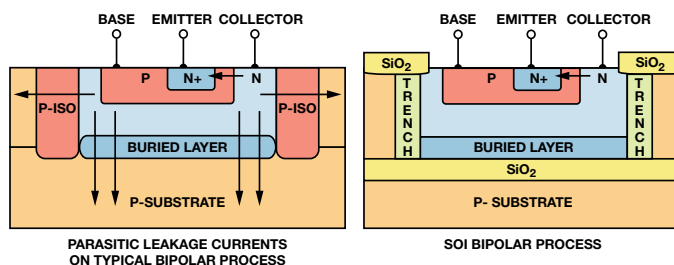 BASE EMITTER COLLECTOR
P N+ N
P-ISO P-ISO
BURIED LAYER
P-SUBSTRATE
PARASITIC LEAKAGE CURRENTS
ON TYPICAL BIPOLAR PROCESS
BASE EMITTER COLLECTOR
SiO2 SiO2
P N+ N
TRENCH TRENCH
BURIED LAYER
SiO2
P- SUBSTRATE
SOI BIPOLAR PROCESS